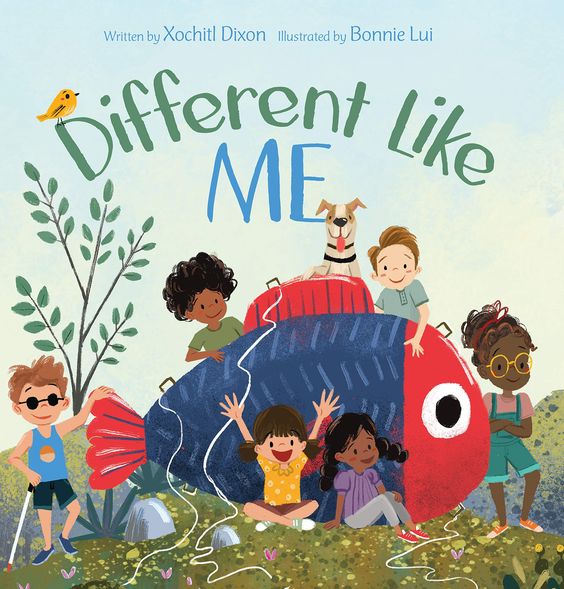 Written by Xochitl Dixon Illustrated by Bonnie Lui
Different Like
ME